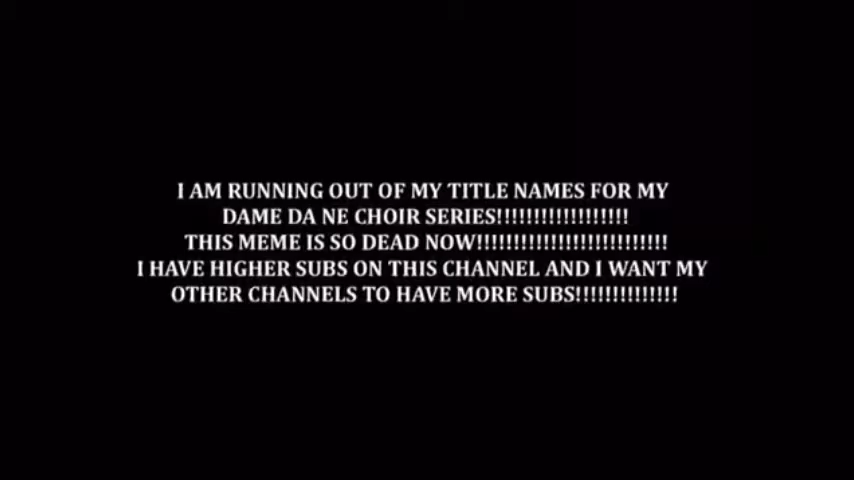 I AM RUNNING OUT OF MY TITLE NAMES FOR MY
DAME DA NE CHOIR SERIES!!!!!!!!!!!!!!!!!!
THIS MEME IS SO DEAD NOW!!!!!!!!!!!!!!!!!!!!!!!!!!
I HAVE HIGHER SUBS ON THIS CHANNEL AND I WANT MY
OTHER CHANNELS TO HAVE MORE SUBS!!!!!!!!!!!!!!